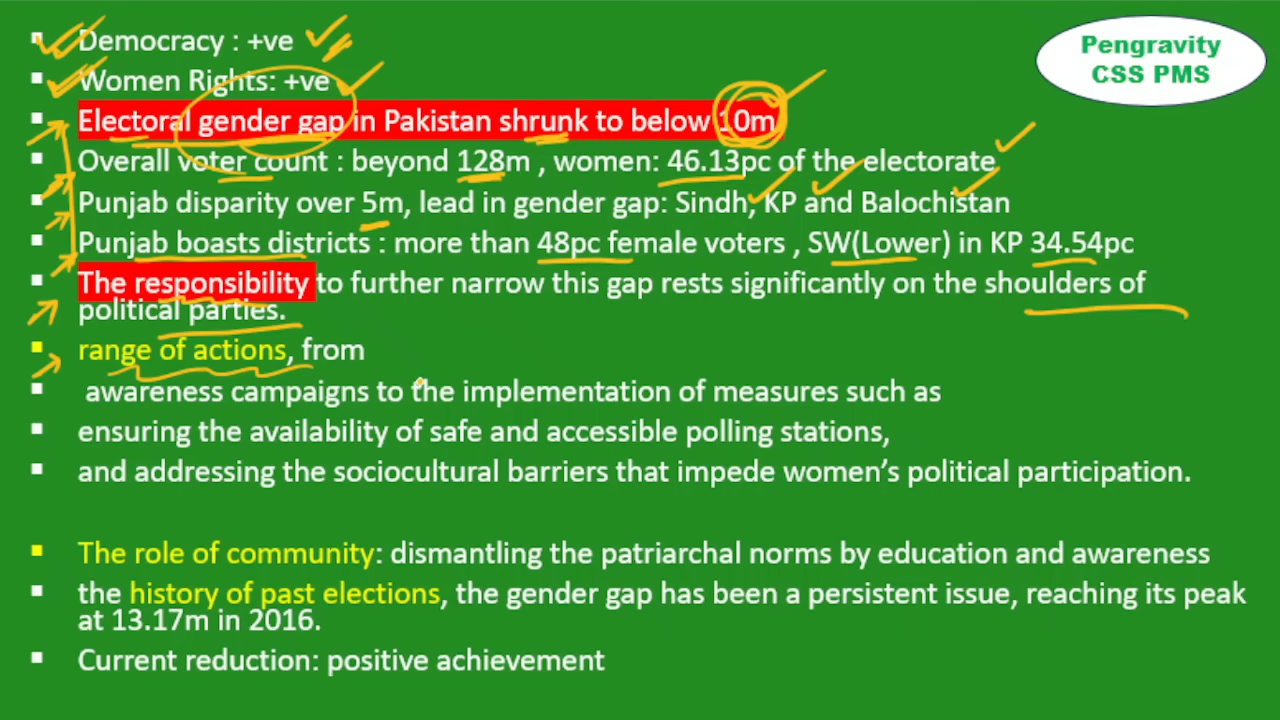 Democracy : +ve
Women Rights: +ve
Electoral gender gap in Pakistan shrunk to below 10m
Overall voter count : beyond 128m , women: 46.13pc of the electorate
Punjab disparity over 5m, lead in gender gap: Sindh, KP and Balochistan
Punjab boasts districts : more than 48pc female voters , SW(Lower) in KP 34.54pc
The responsibility to further narrow this gap rests significantly on the shoulders of
political parties.
range of actions, from
awareness campaigns to the implementation of measures such as
ensuring the availability of safe and accessible polling stations,
and addressing the sociocultural barriers that impede women’s political participation.
The role of community: dismantling the patriarchal norms by education and awareness
the history of past elections, the gender gap has been a persistent issue, reaching its peak
at 13.17m in 2016.
Current reduction: positive achievement
Pengravity
CSS PMS